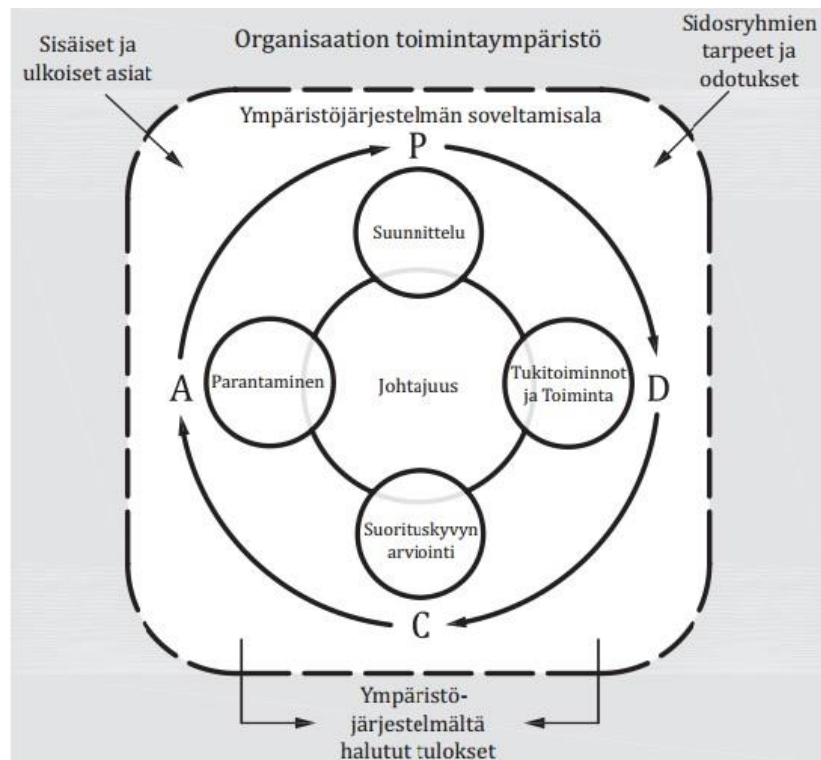 Sisäiset ja
ulkoiset asiat
Organisaation toimintaympäristö
Sidosryhmien
tarpeet ja
odotukset
Ympäristöjärjestelmän soveltamisala
P
Suunnittelu
A
Parantaminen
Johtajuus
Tukitoiminnot
ja Toiminta
D
Suorituskyvyn
arviointi
C
Ympäristö-
järjestelmältä
halutut tulokset